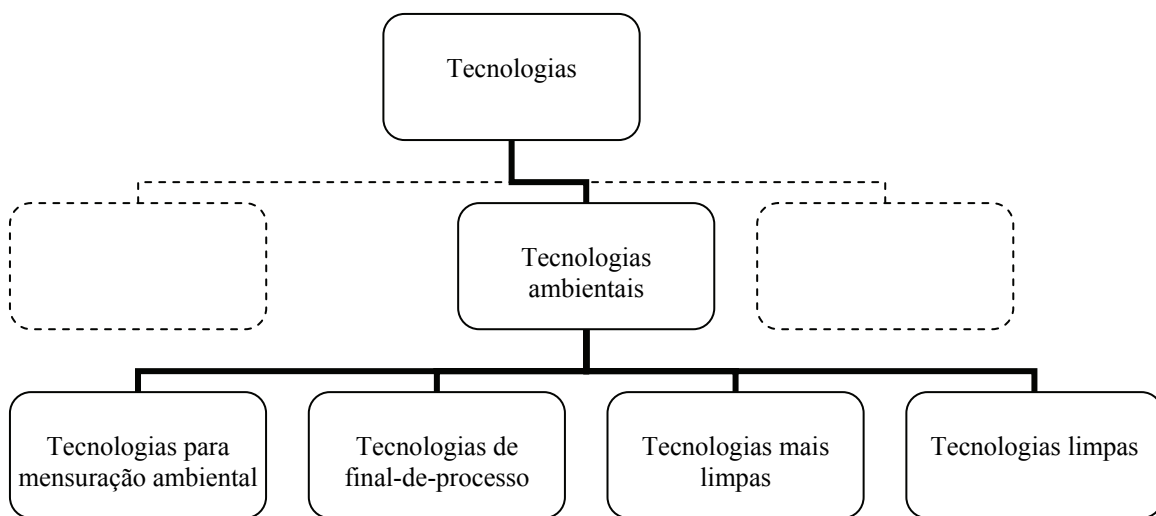 Tecnologias
Tecnologias
ambientais
Tecnologias para
mensuração ambiental
Tecnologias de
final-de-processo
Tecnologias mais
limpas
Tecnologias limpas